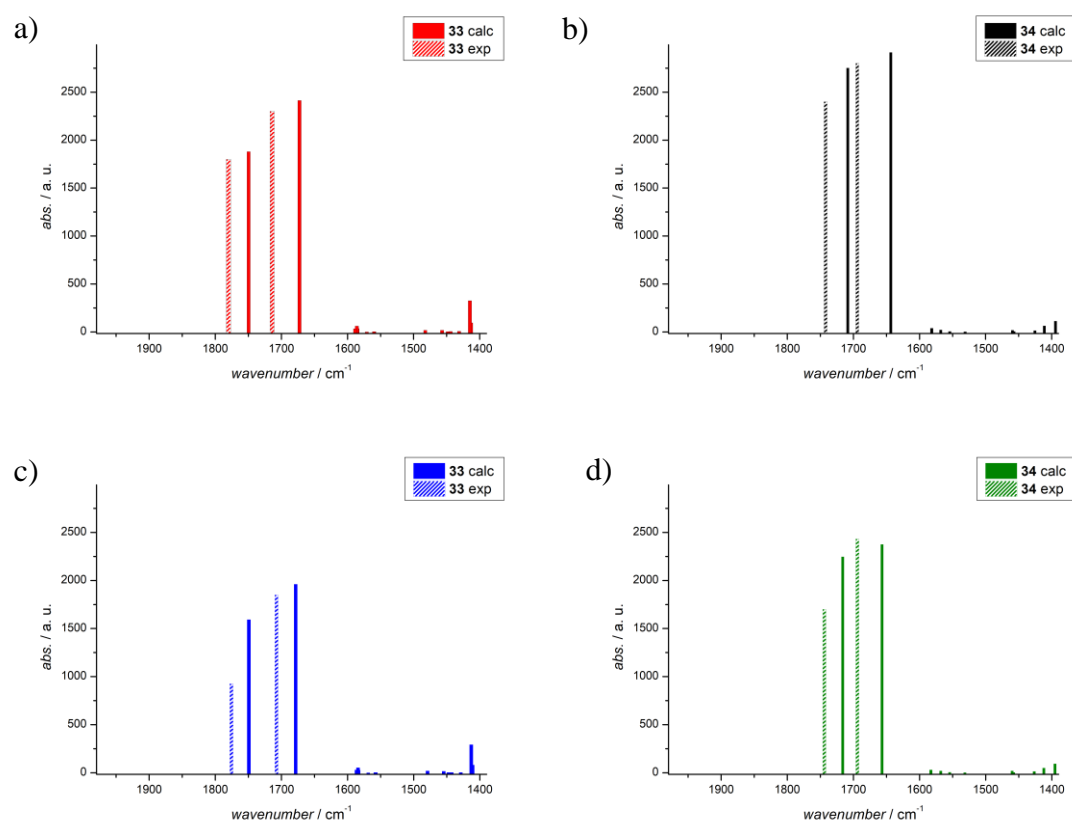 a)
33 calc
33 exp
abs. / a. u.
2500
2000
1500
1000
500
0
1900 1800 1700 1600 1500 1400
wavenumber / cm⁻¹
b)
34 calc
34 exp
abs. / a. u.
2500
2000
1500
1000
500
0
1900 1800 1700 1600 1500 1400
wavenumber / cm⁻¹
c)
33 calc
33 exp
abs. / a. u.
2500
2000
1500
1000
500
0
1900 1800 1700 1600 1500 1400
wavenumber / cm⁻¹
d)
34 calc
34 exp
abs. / a. u.
2500
2000
1500
1000
500
0
1900 1800 1700 1600 1500 1400
wavenumber / cm⁻¹